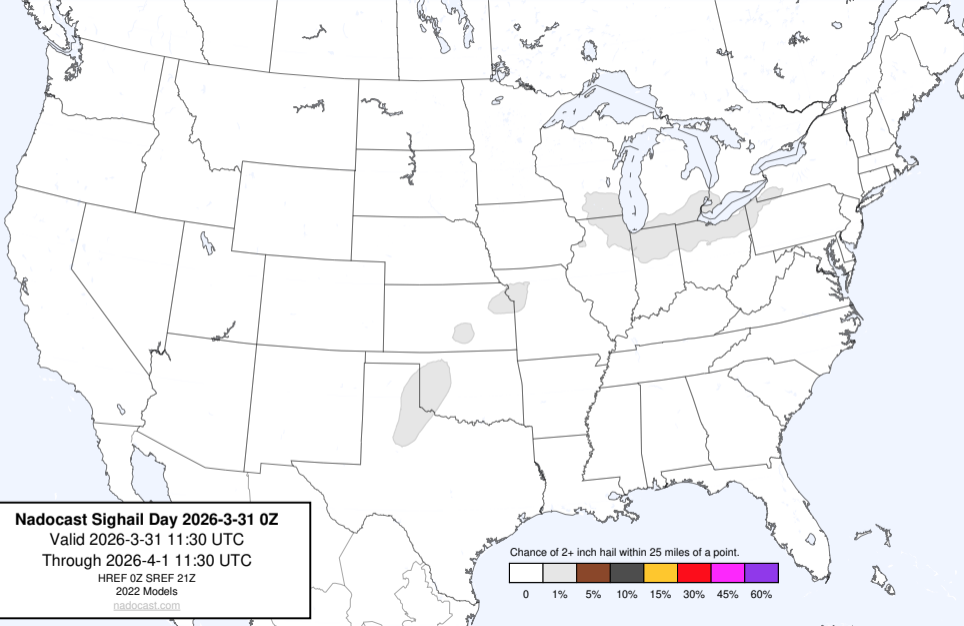 Nadocast Sighail Day 2026-3-31 0Z
Valid 2026-3-31 11:30 UTC
Through 2026-4-1 11:30 UTC
HREF 0Z SREF 21Z
2022 Models
nadocast.com
Chance of 2+ inch hail within 25 miles of a point.
0 1% 5% 10% 15% 30% 45% 60%